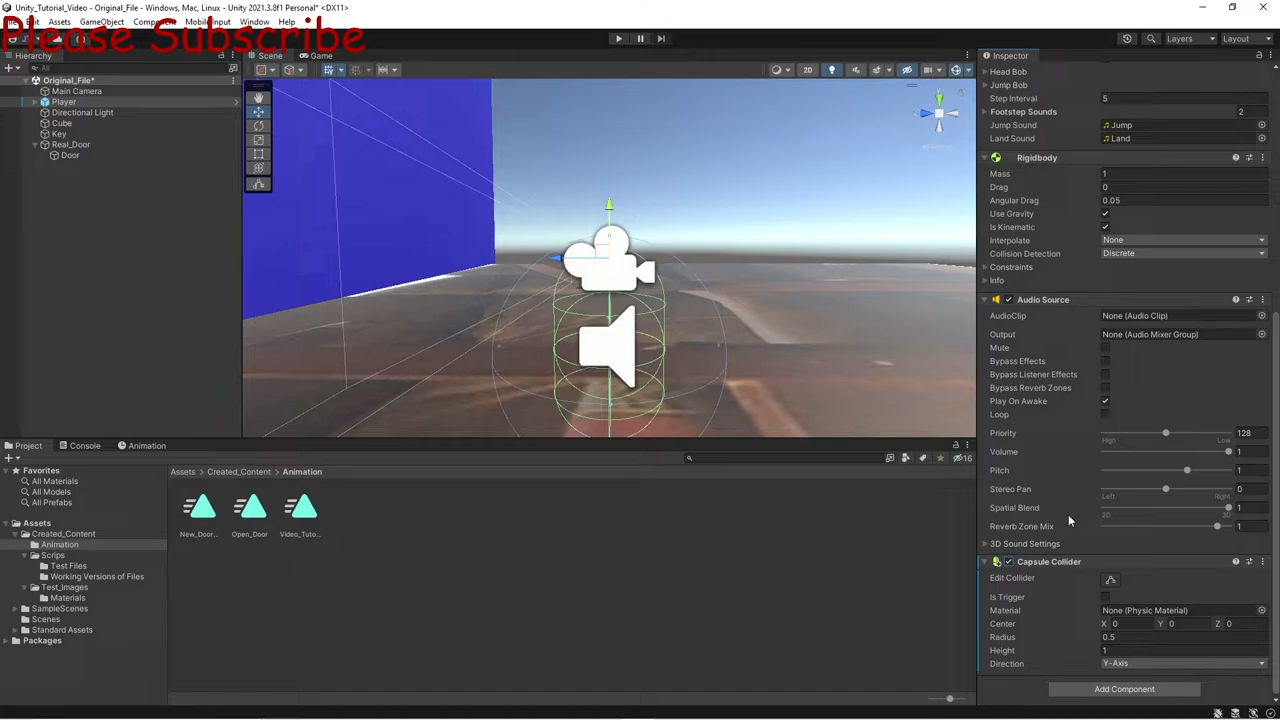 Unity_Tutorial_Video - Original_File - Windows, Mac, Linux - Unity 2021.3.8f1 Personal* <DX11>
Edit Assets GameObject Component MobileInput Window Help
Please Subscribe
Layers Layout
Hierarchy
Scene Game
Inspector
All
2D
Original_File*
Main Camera
Player
Directional Light
Cube
Key
Real_Door
Door
Head Bob
Jump Bob
Step Interval 5
Footstep Sounds 2
Jump Sound Jump
Land Sound Land
Rigidbody
Mass 1
Drag 0
Angular Drag 0.05
Use Gravity
Is Kinematic
Interpolate None
Collision Detection Discrete
Constraints
Info
Audio Source
AudioClip None (Audio Clip)
Output None (Audio Mixer Group)
Mute
Bypass Effects
Bypass Listener Effects
Bypass Reverb Zones
Play On Awake
Loop
Priority 128
High Low
Volume 1
Pitch 1
Stereo Pan 0
Left Right
Spatial Blend 1
2D 3D
Reverb Zone Mix 1
3D Sound Settings
Capsule Collider
Edit Collider
Is Trigger
Material None (Physic Material)
Center X 0 Y 0 Z 0
Radius 0.5
Height 1
Direction Y-Axis
Add Component
Project Console Animation
16
Favorites
All Materials
All Models
All Prefabs
Assets
Created_Content
Animation
Scrips
Test Files
Working Versions of Files
Test_Images
Materials
SampleScenes
Scenes
Standard Assets
Packages
Assets > Created_Content > Animation
New_Door... Open_Door Video_Tuto...